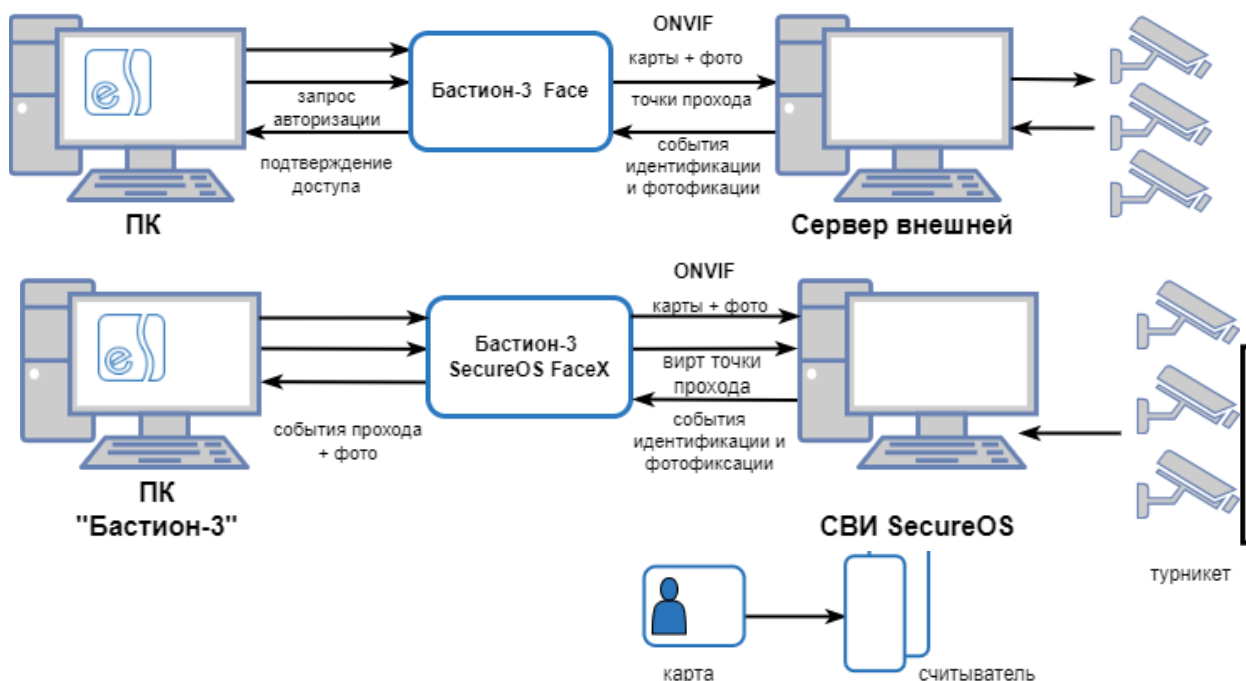 ONVIF
карты + фото
Бастион-3 Face
запрос
авторизации
точки прохода
подтверждение
доступа
события
идентификации
и фотофикации
ПК
Сервер внешней
ONVIF
карты + фото
Бастион-3
SecureOS FaceX
вирт точки
прохода
события прохода
+ фото
события
идентификации и
фотофиксации
ПК
"Бастион-3"
СВИ SecureOS
турникет
карта
считыватель